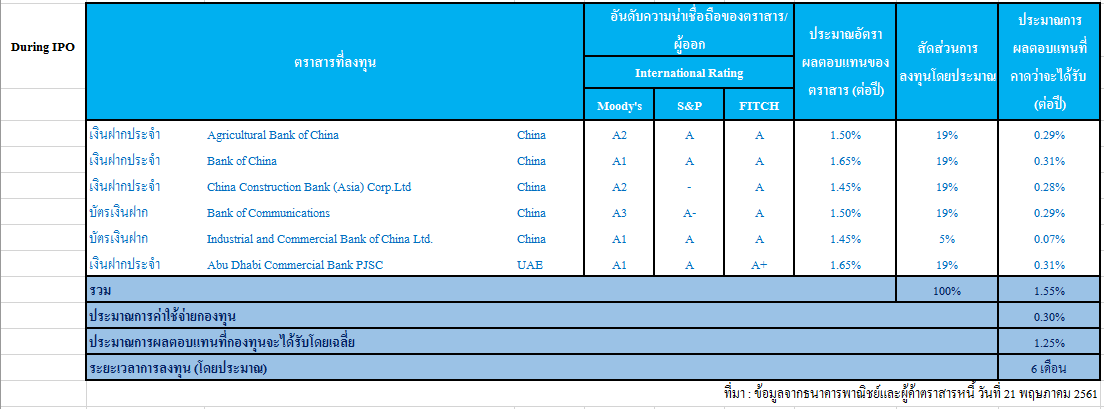 During IPO
ตราสารที่ลงทุน
อันดับความน่าเชื่อถือของตราสาร/
ผู้ออก
International Rating
Moody's S&P FITCH
ประมาณอัตรา
ผลตอบแทนของ
ตราสาร (ต่อปี)
สัดส่วนการ
ลงทุนโดยประมาณ
ประมาณการ
ผลตอบแทนที่
คาดว่าจะได้รับ
(ต่อปี)
เงินฝากประจำ Agricultural Bank of China China A2 A A 1.50% 19% 0.29%
เงินฝากประจำ Bank of China China A1 A A 1.65% 19% 0.31%
เงินฝากประจำ China Construction Bank (Asia) Corp.Ltd China A2 - A 1.45% 19% 0.28%
บัตรเงินฝาก Bank of Communications China A3 A- A 1.50% 19% 0.29%
บัตรเงินฝาก Industrial and Commercial Bank of China Ltd. China A1 A A 1.45% 5% 0.07%
เงินฝากประจำ Abu Dhabi Commercial Bank PJSC UAE A1 A A+ 1.65% 19% 0.31%
รวม 100% 1.55%
ประมาณการค่าใช้จ่ายกองทุน 0.30%
ประมาณการผลตอบแทนที่กองทุนจะได้รับโดยเฉลี่ย 1.25%
ระยะเวลาการลงทุน (โดยประมาณ) 6 เดือน
ที่มา : ข้อมูลจากธนาคารพาณิชย์และผู้ค้าตราสารหนี้ วันที่ 21 พฤษภาคม 2561